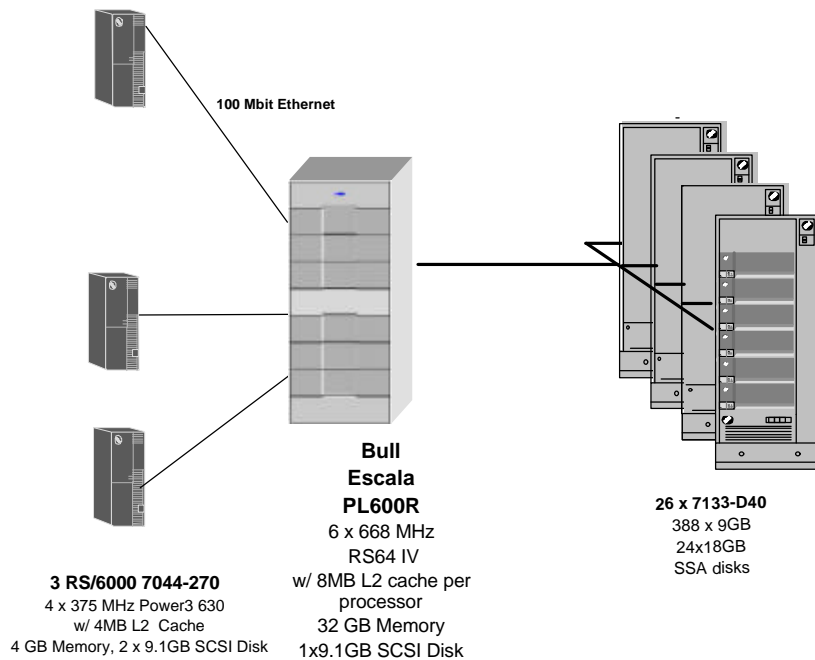 100 Mbit Ethernet
Bull
Escala
PL600R
6 x 668 MHz
RS64 IV
w/ 8MB L2 cache per
processor
32 GB Memory
1x9.1GB SCSI Disk
3 RS/6000 7044-270
4 x 375 MHz Power3 630
w/ 4MB L2 Cache
4 GB Memory, 2 x 9.1GB SCSI Disk
26 x 7133-D40
388 x 9GB
24x18GB
SSA disks